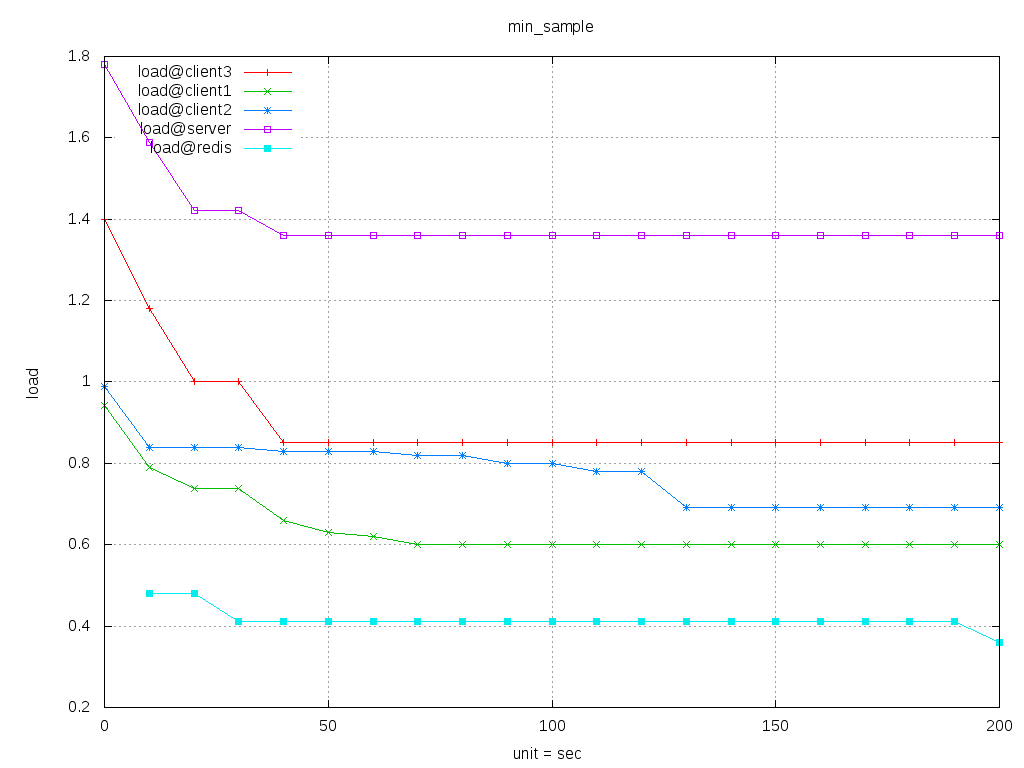 min_sample
load@client3
load@client1
load@client2
load@server
load@redis
1.8
1.6
1.4
1.2
1
0.8
0.6
0.4
0.2
load
0 50 100 150 200
unit = sec